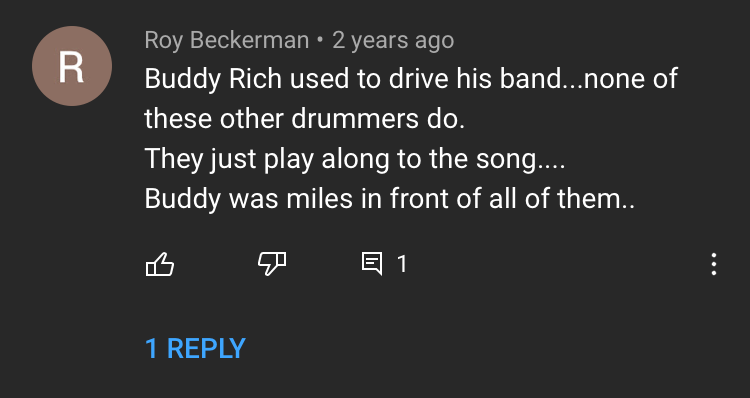 R
Roy Beckerman • 2 years ago
Buddy Rich used to drive his band...none of
these other drummers do.
They just play along to the song....
Buddy was miles in front of all of them..
1
1 REPLY